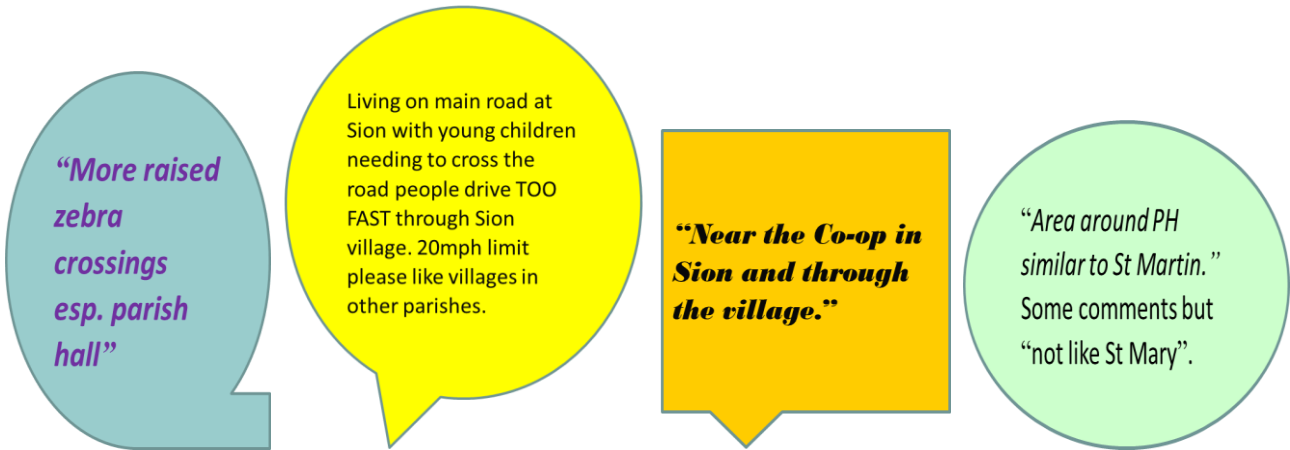 “More raised
zebra
crossings
esp. parish
hall”
Living on main road at
Sion with young children
needing to cross the
road people drive TOO
FAST through Sion
village. 20mph limit
please like villages in
other parishes.
“Near the Co-op in
Sion and through
the village.”
“Area around PH
similar to St Martin.”
Some comments but
“not like St Mary”.